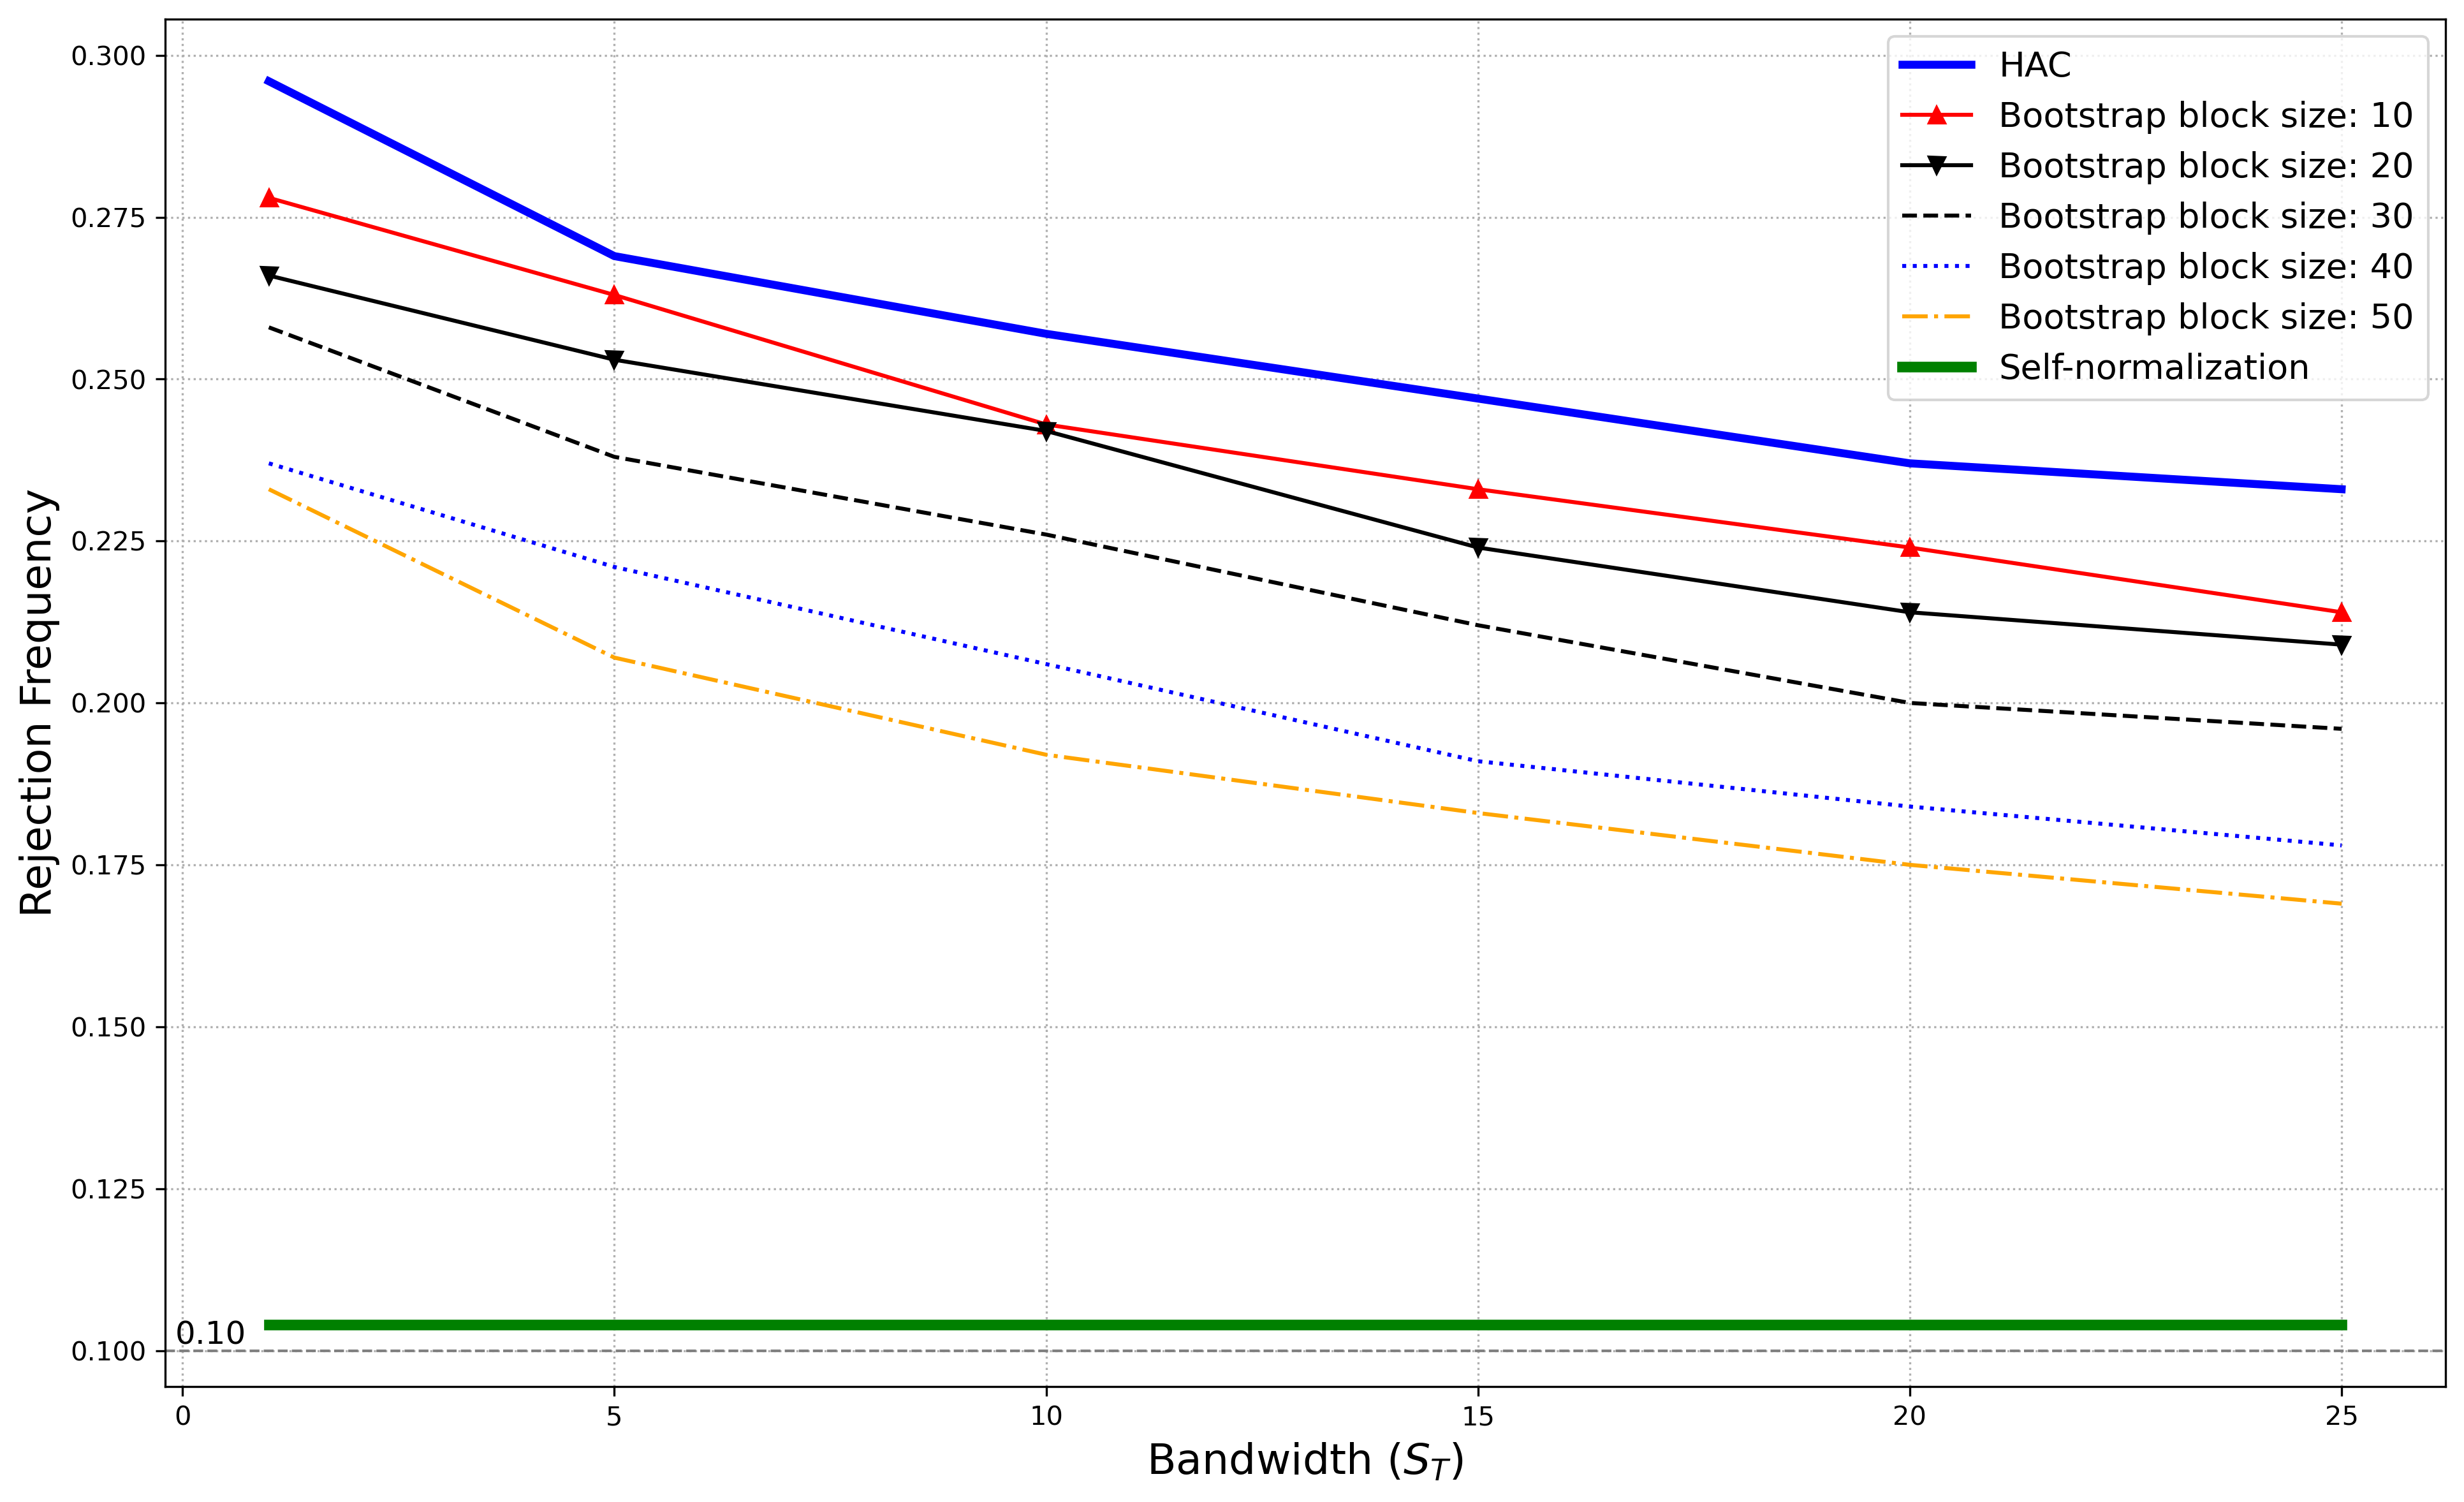 0.300
0.275
0.250
0.225
0.200
0.175
0.150
0.125
0.100
Rejection Frequency
0.10
HAC
Bootstrap block size: 10
Bootstrap block size: 20
Bootstrap block size: 30
Bootstrap block size: 40
Bootstrap block size: 50
Self-normalization
0 5 10 15 20 25
Bandwidth (S_T)